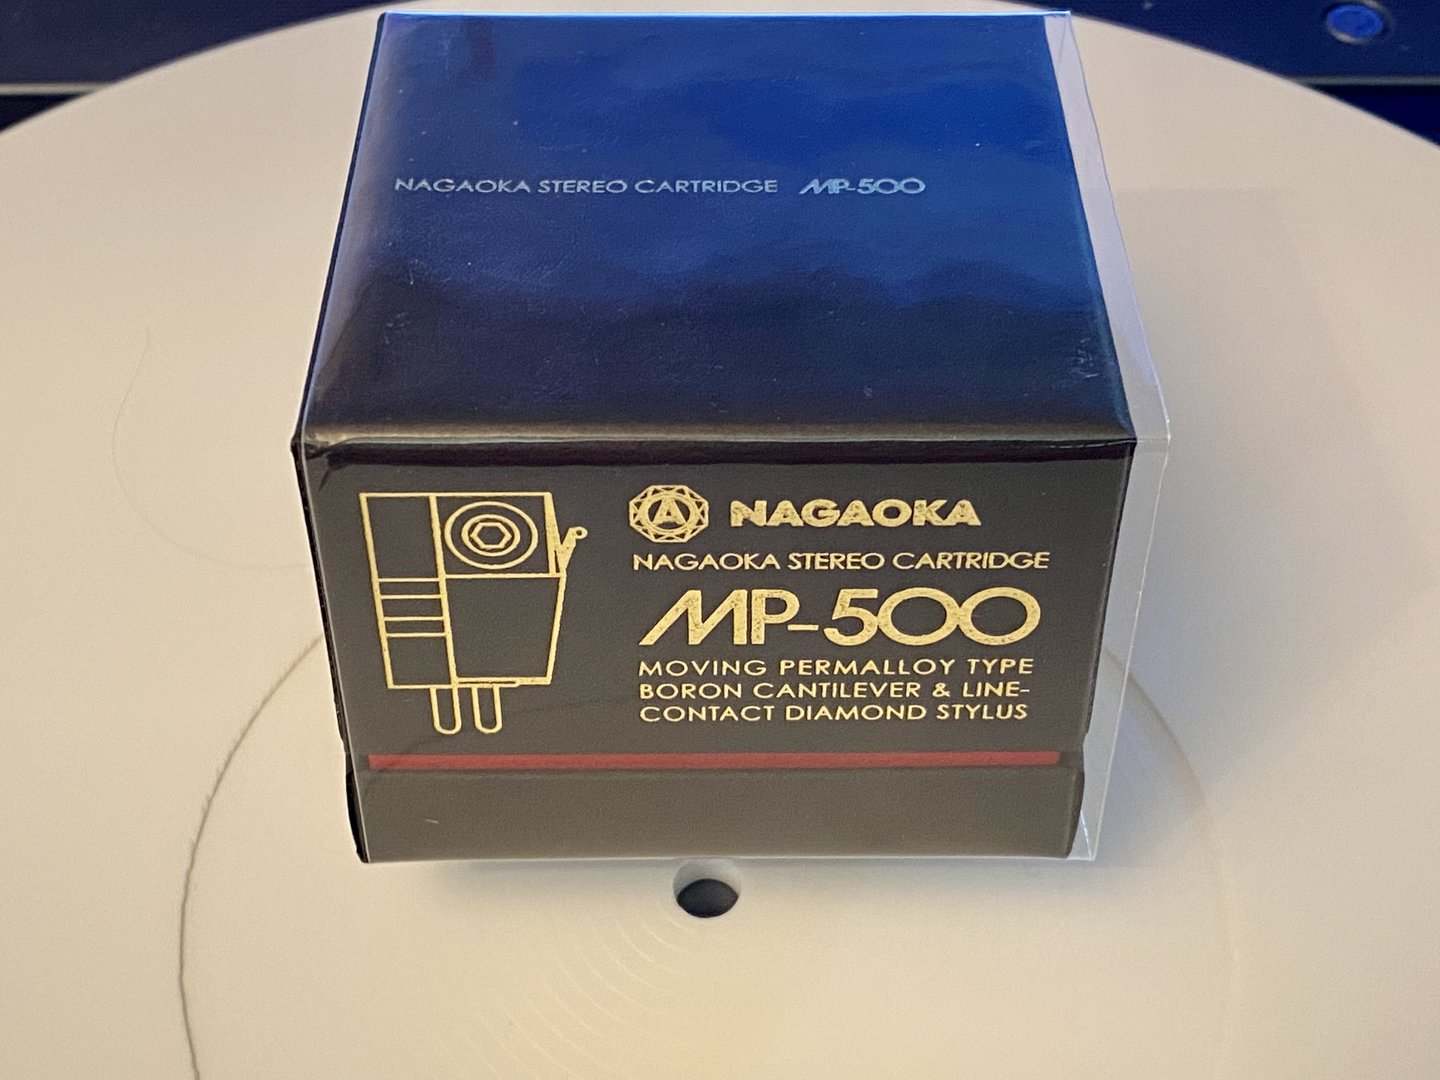 NAGAOKA STEREO CARTRIDGE MP-500
NAGAOKA
NAGAOKA STEREO CARTRIDGE
MP-500
MOVING PERMALLOY TYPE
BORON CANTILEVER & LINE-
CONTACT DIAMOND STYLUS